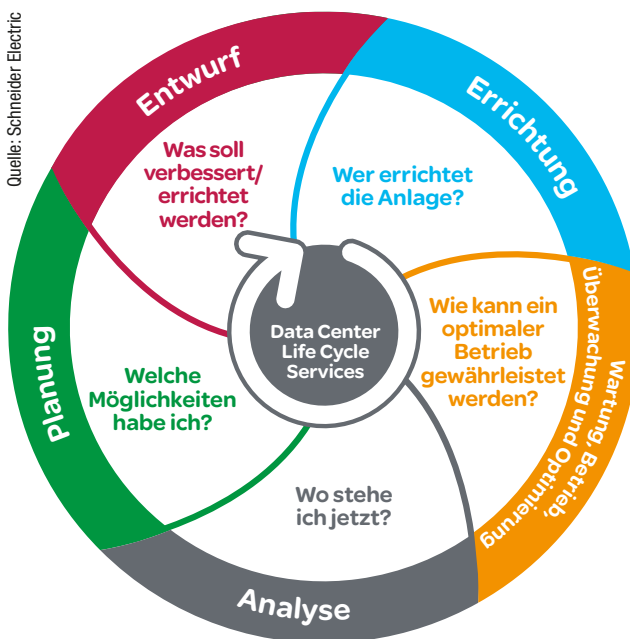 Quelle: Schneider Electric
Entwurf
Was soll
verbessert/
errichtet
werden?
Errichtung
Wer errichtet
die Anlage?
Wartung, Betrieb,
Überwachung und Optimierung
Wie kann ein
optimaler
Betrieb
gewährleistet
werden?
Data Center
Life Cycle
Services
Planung
Welche
Möglichkeiten
habe ich?
Wo stehe
ich jetzt?
Analyse